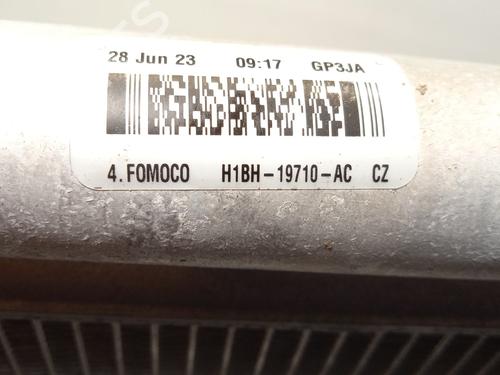 28 Jun 23 09:17 GP3JA
4.FOMOCO H1BH-19710-AC CZ